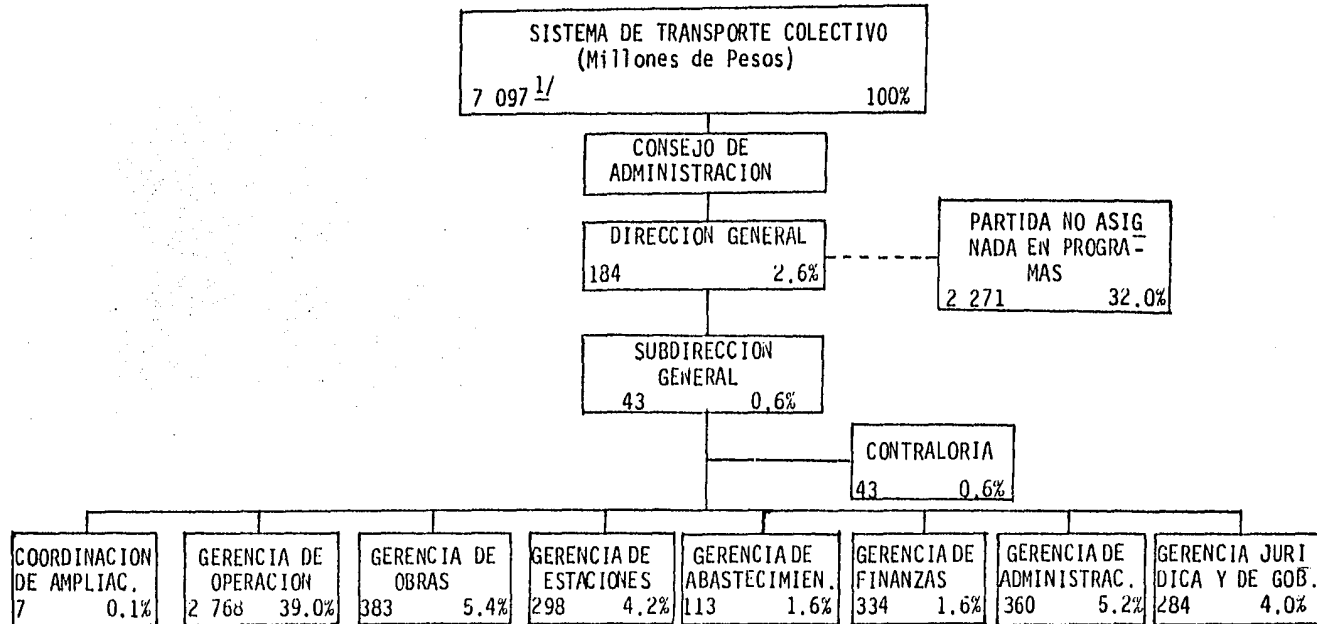 SISTEMA DE TRANSPORTE COLECTIVO
(Millones de Pesos)
7 097 1/ 100%
CONSEJO DE
ADMINISTRACION
DIRECCION GENERAL
184 2.6%
PARTIDA NO ASIG
NADA EN PROGRA-
MAS
2 271 32.0%
SUBDIRECCION
GENERAL
43 0.6%
CONTRALORIA
43 0.6%
COORDINACION
DE AMPLIAC.
7 0.1%
GERENCIA DE
OPERACION
2 768 39.0%
GERENCIA DE
OBRAS
383 5.4%
GERENCIA DE
ESTACIONES
298 4.2%
GERENCIA DE
ABASTECIMIEN.
113 1.6%
GERENCIA DE
FINANZAS
334 1.6%
GERENCIA DE
ADMINISTRAC.
360 5.2%
GERENCIA JURI
DICA Y DE GOB.
284 4.0%